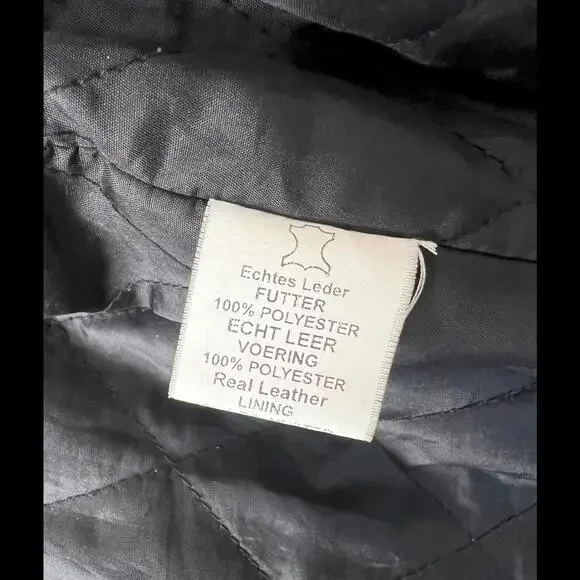 Echtes Leder
FUTTER
100% POLYESTER
ECHT LEER
VOERING
100% POLYESTER
Real Leather
LINING